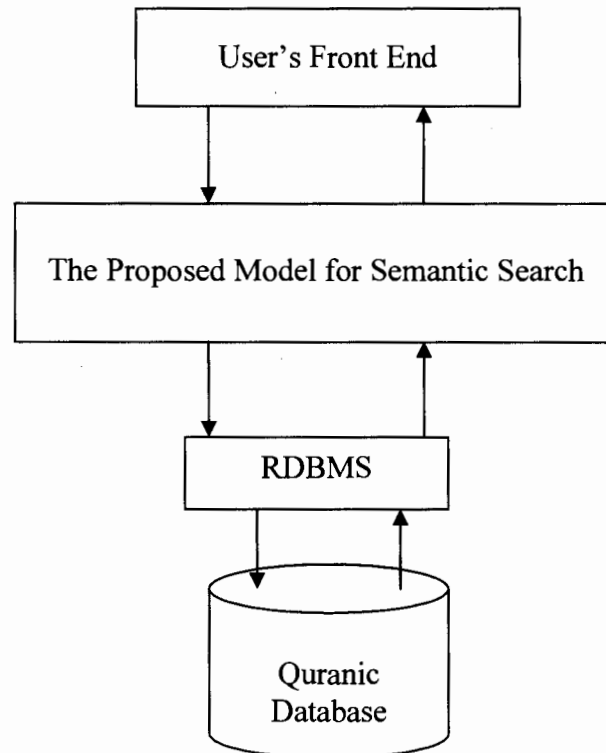 User's Front End
The Proposed Model for Semantic Search
RDBMS
Quranic
Database